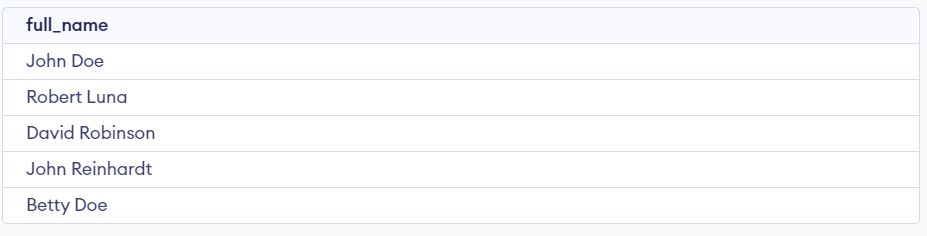 full_name
John Doe
Robert Luna
David Robinson
John Reinhardt
Betty Doe